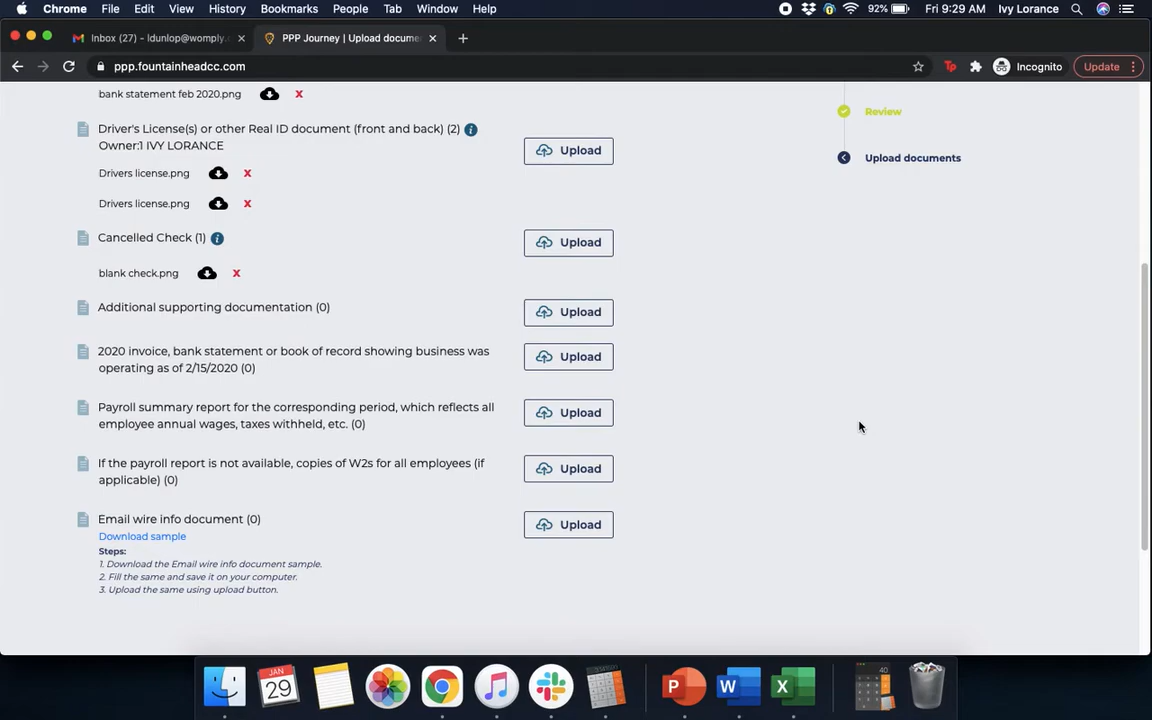 Chrome File Edit View History Bookmarks People Tab Window Help 92% Fri 9:29 AM Ivy Lorance
Inbox (27) - ldunlop@womply. x PPP Journey | Upload docume x +
ppp.fountainheadcc.com Incognito Update
bank statement feb 2020.png x
Review
Driver's License(s) or other Real ID document (front and back) (2) i
Owner:1 IVY LORANCE
Upload
Upload documents
Drivers license.png x
Drivers license.png x
Cancelled Check (1) i Upload
blank check.png x
Additional supporting documentation (0) Upload
2020 invoice, bank statement or book of record showing business was
operating as of 2/15/2020 (0)
Upload
Payroll summary report for the corresponding period, which reflects all
employee annual wages, taxes withheld, etc. (0)
Upload
If the payroll report is not available, copies of W2s for all employees (if
applicable) (0)
Upload
Email wire info document (0) Upload
Download sample
Steps:
1. Download the Email wire info document sample.
2. Fill the same and save it on your computer.
3. Upload the same using upload button.
JAN
29
P W X 40